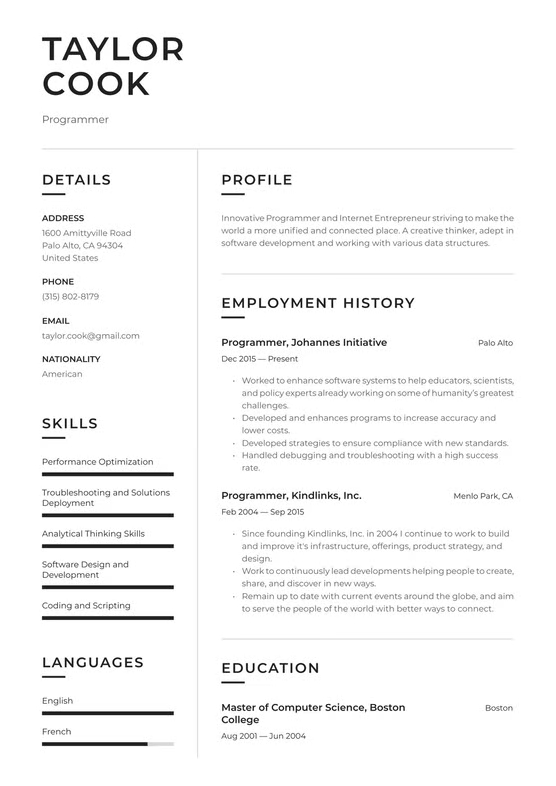 TAYLOR
COOK
Programmer
DETAILS
ADDRESS
1600 Amittyville Road
Palo Alto, CA 94304
United States
PHONE
(315) 802-8179
EMAIL
taylor.cook@gmail.com
NATIONALITY
American
SKILLS
Performance Optimization
Troubleshooting and Solutions
Deployment
Analytical Thinking Skills
Software Design and
Development
Coding and Scripting
LANGUAGES
English
French
PROFILE
Innovative Programmer and Internet Entrepreneur striving to make the
world a more unified and connected place. A creative thinker, adept in
software development and working with various data structures.
EMPLOYMENT HISTORY
Programmer, Johannes Initiative Palo Alto
Dec 2015 — Present
• Worked to enhance software systems to help educators, scientists,
and policy experts already working on some of humanity's greatest
challenges.
• Developed and enhances programs to increase accuracy and
lower costs.
• Developed strategies to ensure compliance with new standards.
• Handled debugging and troubleshooting with a high success
rate.
Programmer, Kindlinks, Inc. Menlo Park, CA
Feb 2004 — Sep 2015
• Since founding Kindlinks, Inc. in 2004 I continue to work to build
and improve it's infrastructure, offerings, product strategy, and
design.
• Work to continuously lead developments helping people to create,
share, and discover in new ways.
• Remain up to date with current events around the globe, and aim
to serve the people of the world with better ways to connect.
EDUCATION
Master of Computer Science, Boston Boston
College
Aug 2001 — Jun 2004